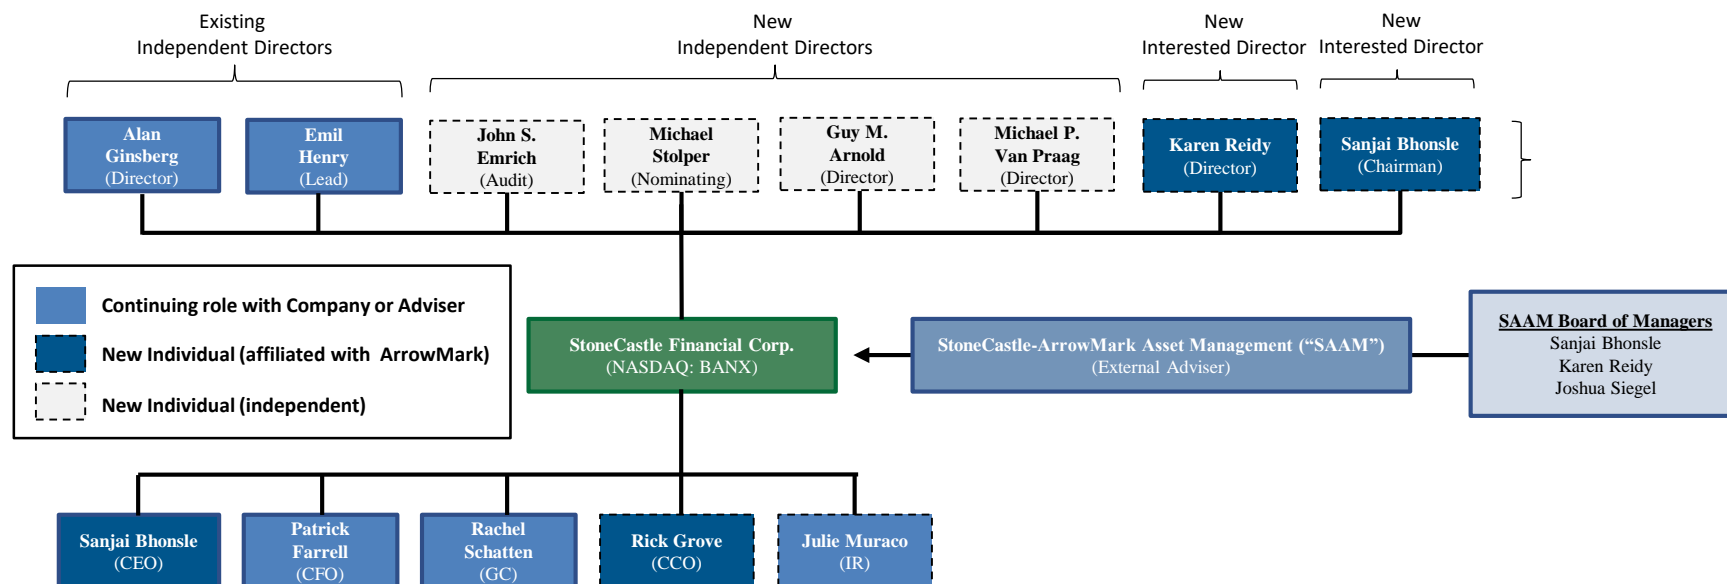 Existing
Independent Directors
New
Independent Directors
New
Interested Director
New
Interested Director
Alan
Ginsberg
(Director)
Emil
Henry
(Lead)
John S.
Emrich
(Audit)
Michael
Stolper
(Nominating)
Guy M.
Arnold
(Director)
Michael P.
Van Praag
(Director)
Karen Reidy
(Director)
Sanjai Bhonsle
(Chairman)
Continuing role with Company or Adviser
New Individual (affiliated with ArrowMark)
New Individual (independent)
StoneCastle Financial Corp.
(NASDAQ: BANX)
StoneCastle-ArrowMark Asset Management (“SAAM”)
(External Adviser)
SAAM Board of Managers
Sanjai Bhonsle
Karen Reidy
Joshua Siegel
Sanjai Bhonsle
(CEO)
Patrick
Farrell
(CFO)
Rachel
Schatten
(GC)
Rick Grove
(CCO)
Julie Muraco
(IR)